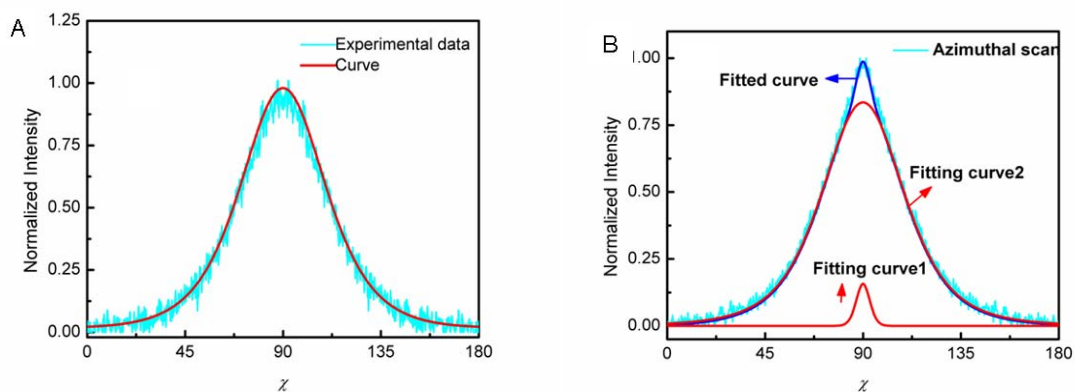 A
1.25
1.00
0.75
0.50
0.25
0.00
Normalized Intensity
Experimental data
Curve
0 45 90 135 180
χ
B
1.00
0.75
0.50
0.25
0.00
Normalized Intensity
Azimuthal scan
Fitted curve
Fitting curve2
Fitting curve1
0 45 90 135 180
χ